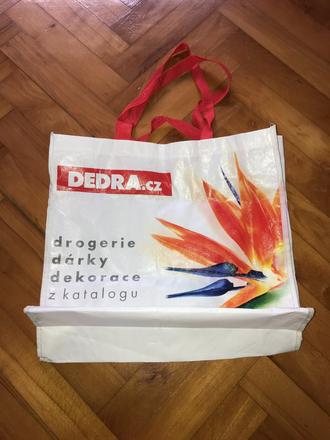 DEDRA.cz
drogerie
dárky
dekorace
z katalogu